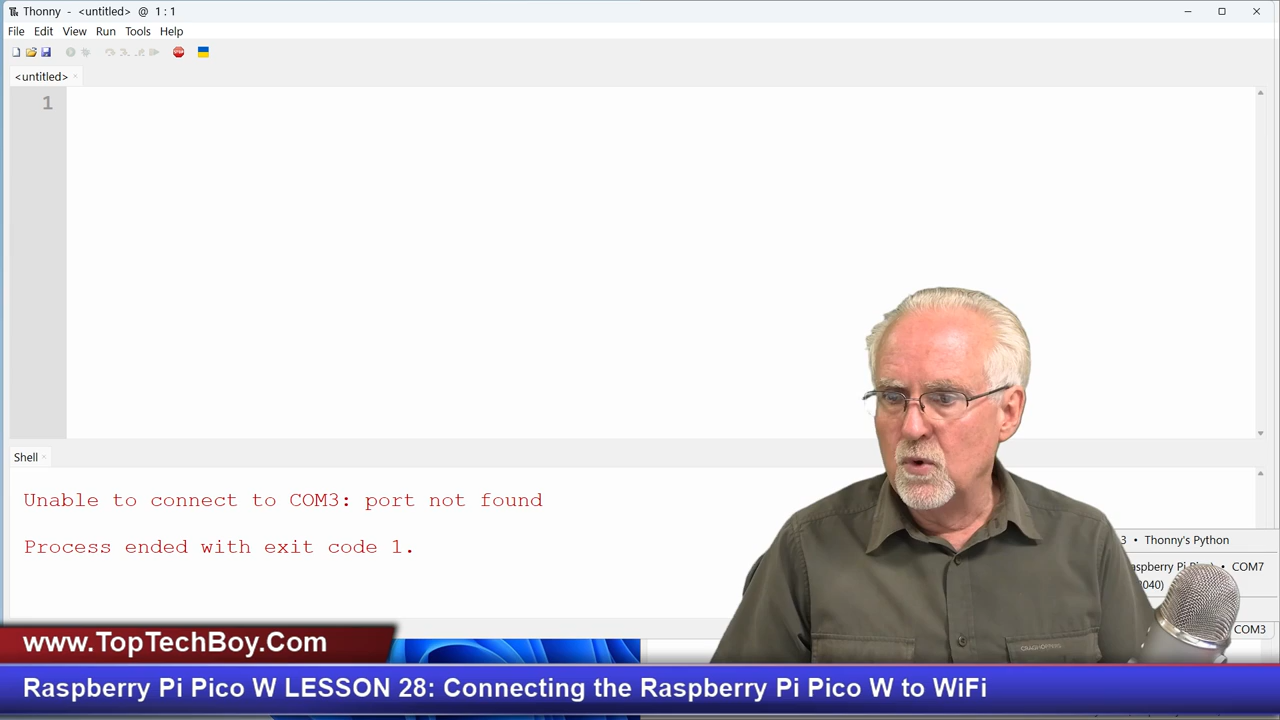 Thonny - <untitled> @ 1 : 1
File Edit View Run Tools Help
<untitled>
1
Shell
Unable to connect to COM3: port not found
Process ended with exit code 1.
3 • Thonny's Python
COM7
2040)
COM3
www.TopTechBoy.Com
Raspberry Pi Pico W LESSON 28: Connecting the Raspberry Pi Pico W to WiFi